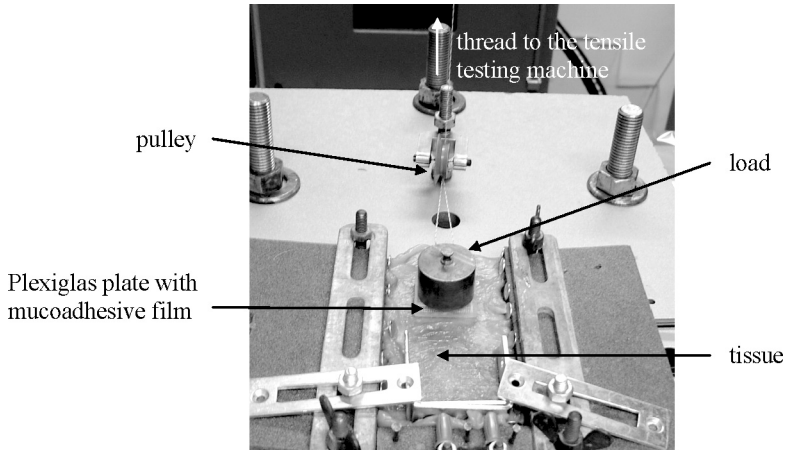 thread to the tensile
testing machine
pulley
load
Plexiglas plate with
mucoadhesive film
tissue